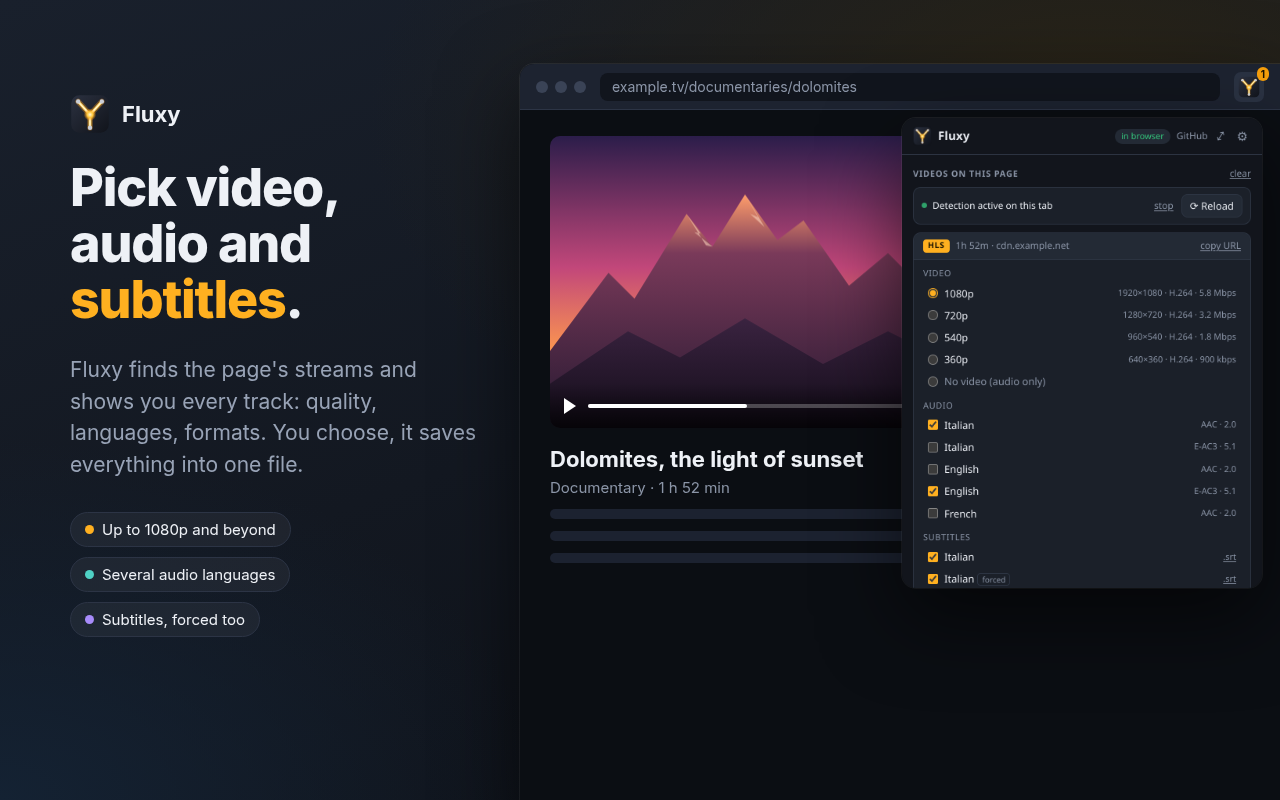 Fluxy
Pick video,
audio and
subtitles.
Fluxy finds the page's streams and
shows you every track: quality,
languages, formats. You choose, it saves
everything into one file.
Up to 1080p and beyond
Several audio languages
Subtitles, forced too
example.tv/documentaries/dolomites
1
Dolomites, the light of sunset
Documentary · 1 h 52 min
Fluxy in browser GitHub
VIDEOS ON THIS PAGE clear
Detection active on this tab stop ⟳ Reload
HLS 1h 52m · cdn.example.net copy URL
VIDEO
1080p 1920×1080 · H.264 · 5.8 Mbps
720p 1280×720 · H.264 · 3.2 Mbps
540p 960×540 · H.264 · 1.8 Mbps
360p 640×360 · H.264 · 900 kbps
No video (audio only)
AUDIO
Italian AAC · 2.0
Italian E-AC3 · 5.1
English AAC · 2.0
English E-AC3 · 5.1
French AAC · 2.0
SUBTITLES
Italian .srt
Italian forced .srt